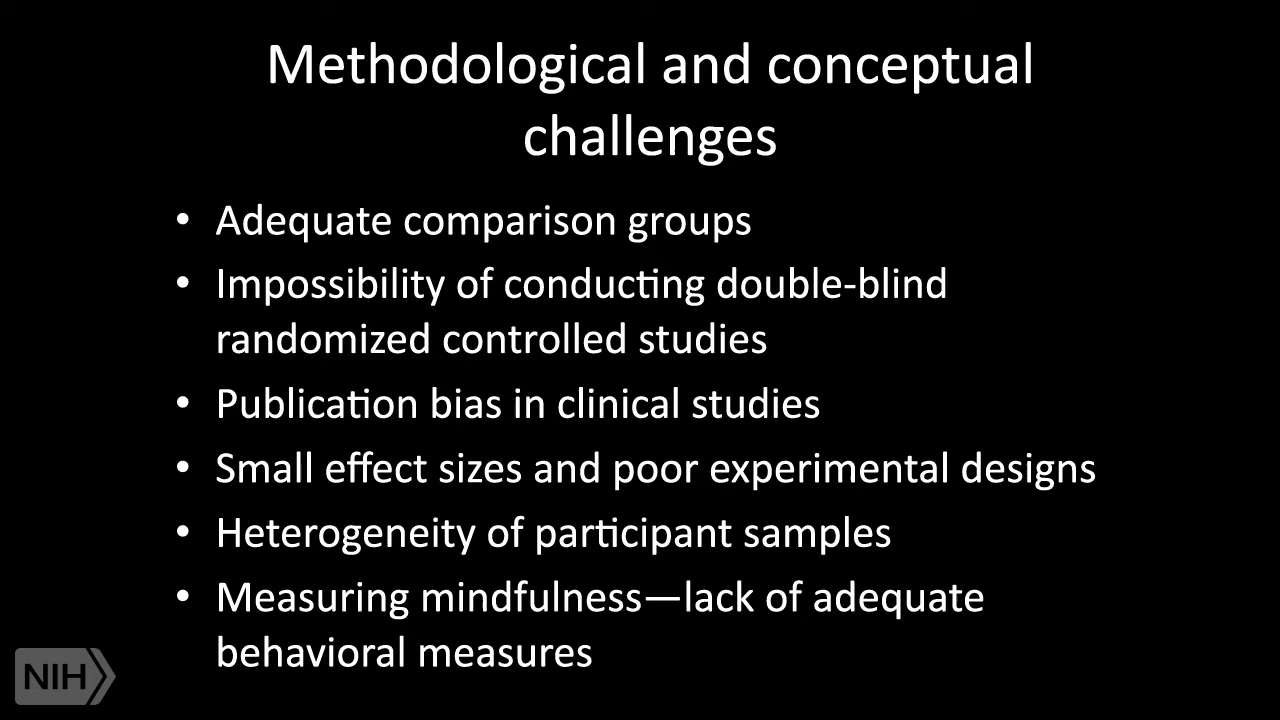 Methodological and conceptual
challenges
• Adequate comparison groups
• Impossibility of conducting double-blind
randomized controlled studies
• Publication bias in clinical studies
• Small effect sizes and poor experimental designs
• Heterogeneity of participant samples
• Measuring mindfulness—lack of adequate
behavioral measures
NIH